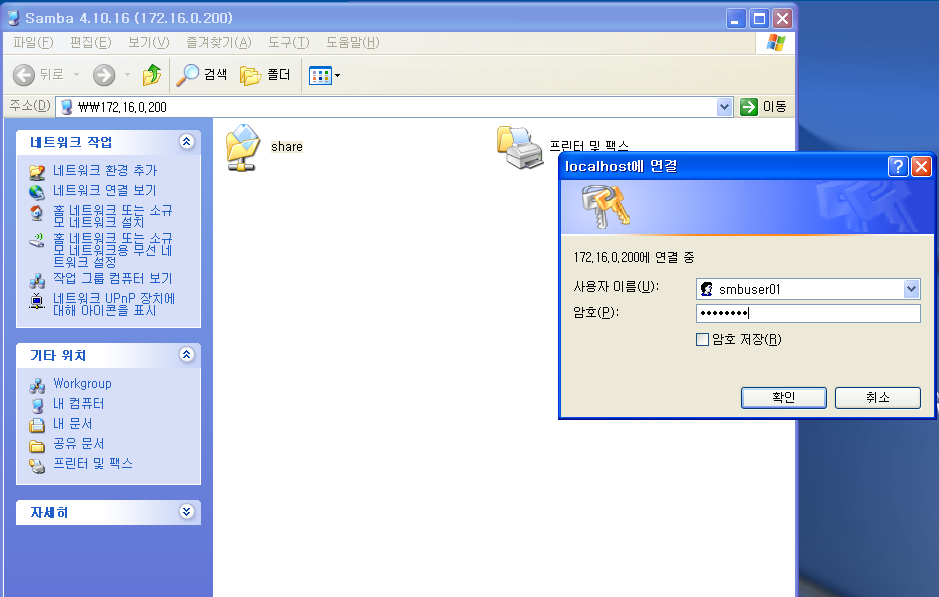 Samba 4.10.16 (172.16.0.200)
파일(F) 편집(E) 보기(V) 즐겨찾기(A) 도구(T) 도움말(H)
뒤로 검색 폴더
주소(D) ₩₩172.16.0.200 이동
네트워크 작업
네트워크 환경 추가
네트워크 연결 보기
홈 네트워크 또는 소규
모 네트워크 설치
홈 네트워크 또는 소규
모 네트워크용 무선 네
트워크 설정
작업 그룹 컴퓨터 보기
네트워크 UPnP 장치에
대해 아이콘을 표시
기타 위치
Workgroup
내 컴퓨터
내 문서
공유 문서
프린터 및 팩스
자세히
share
프린터 및 팩스
localhost에 연결
172.16.0.200에 연결 중
사용자 이름(U): smbuser01
암호(P): ••••••••
암호 저장(R)
확인 취소